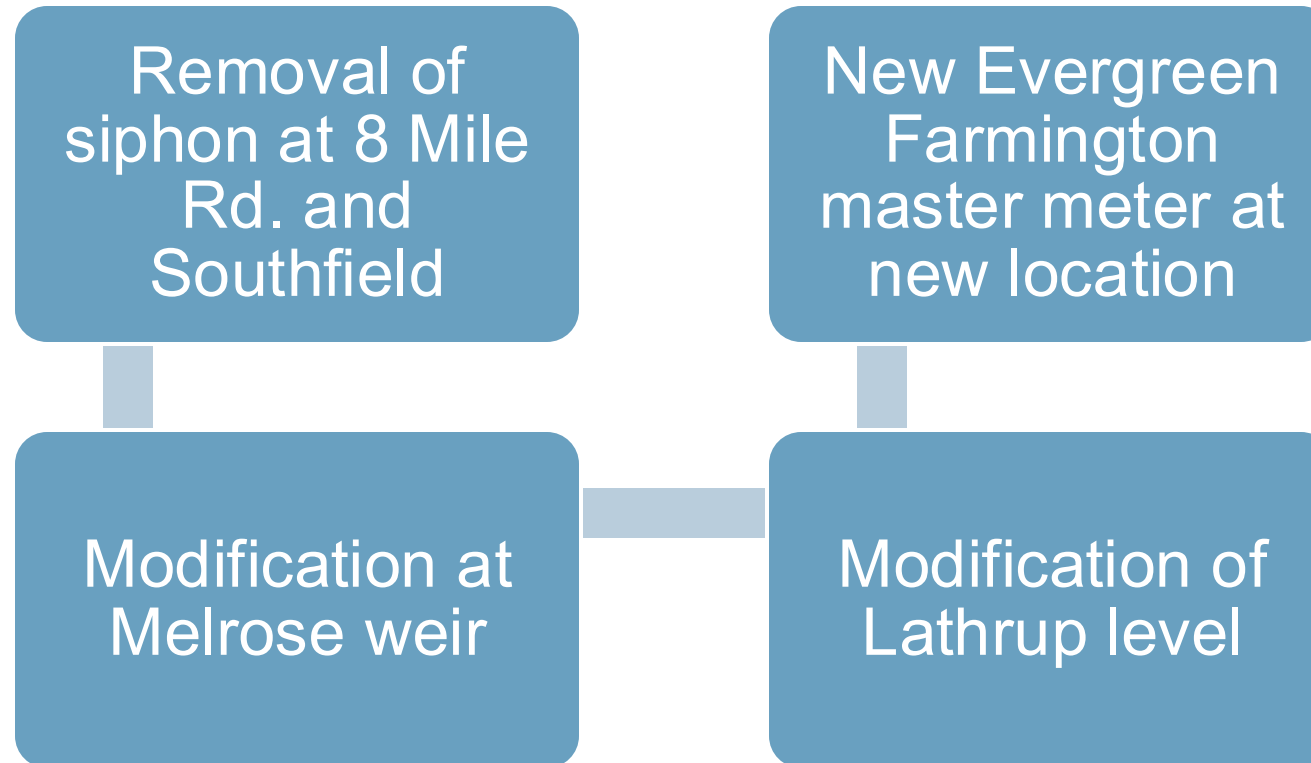 Removal of
siphon at 8 Mile
Rd. and
Southfield
Modification at
Melrose weir
Modification of
Lathrup level
New Evergreen
Farmington
master meter at
new location